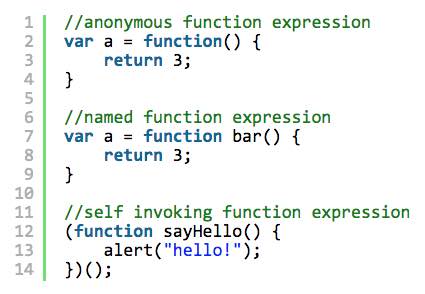 1 //anonymous function expression
2 var a = function() {
3     return 3;
4 }
5
6 //named function expression
7 var a = function bar() {
8     return 3;
9 }
10
11 //self invoking function expression
12 (function sayHello() {
13     alert("hello!");
14 })();